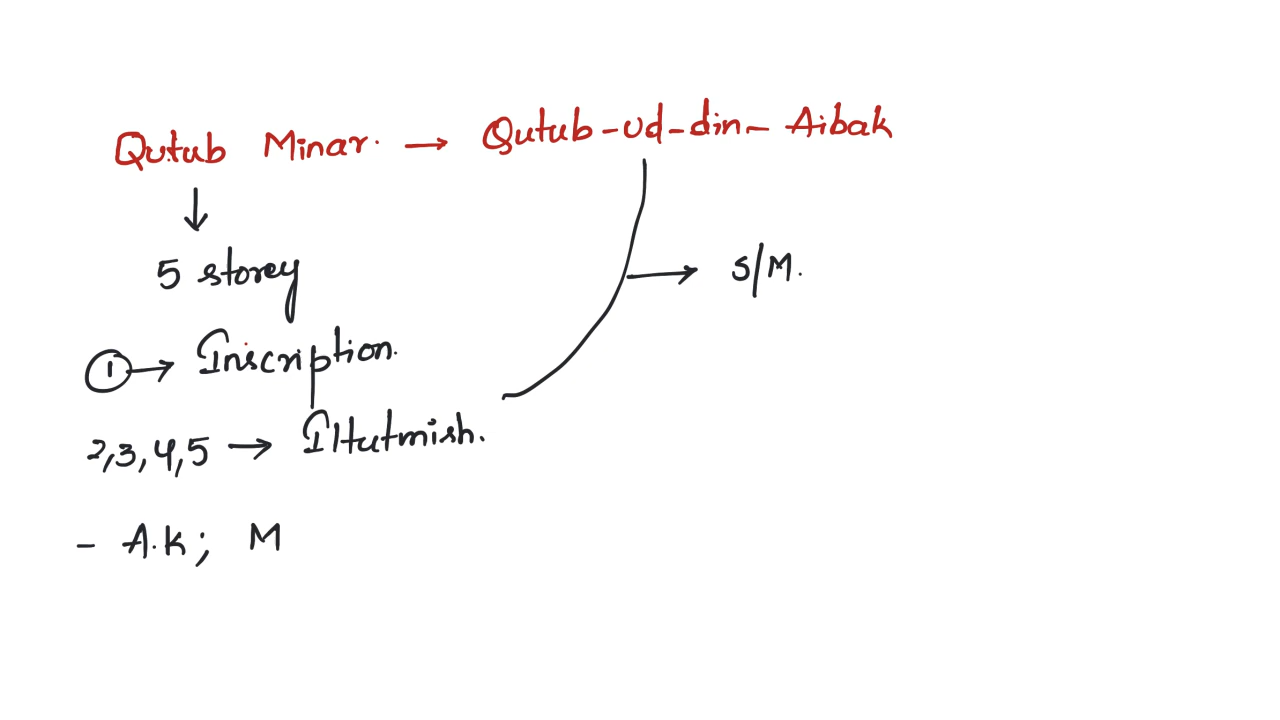 Qutub Minar. → Qutub-ud-din-Aibak
↓
5 storey
→ S/M.
① → Inscription.
2,3,4,5 → Iltutmish.
- A.K; M